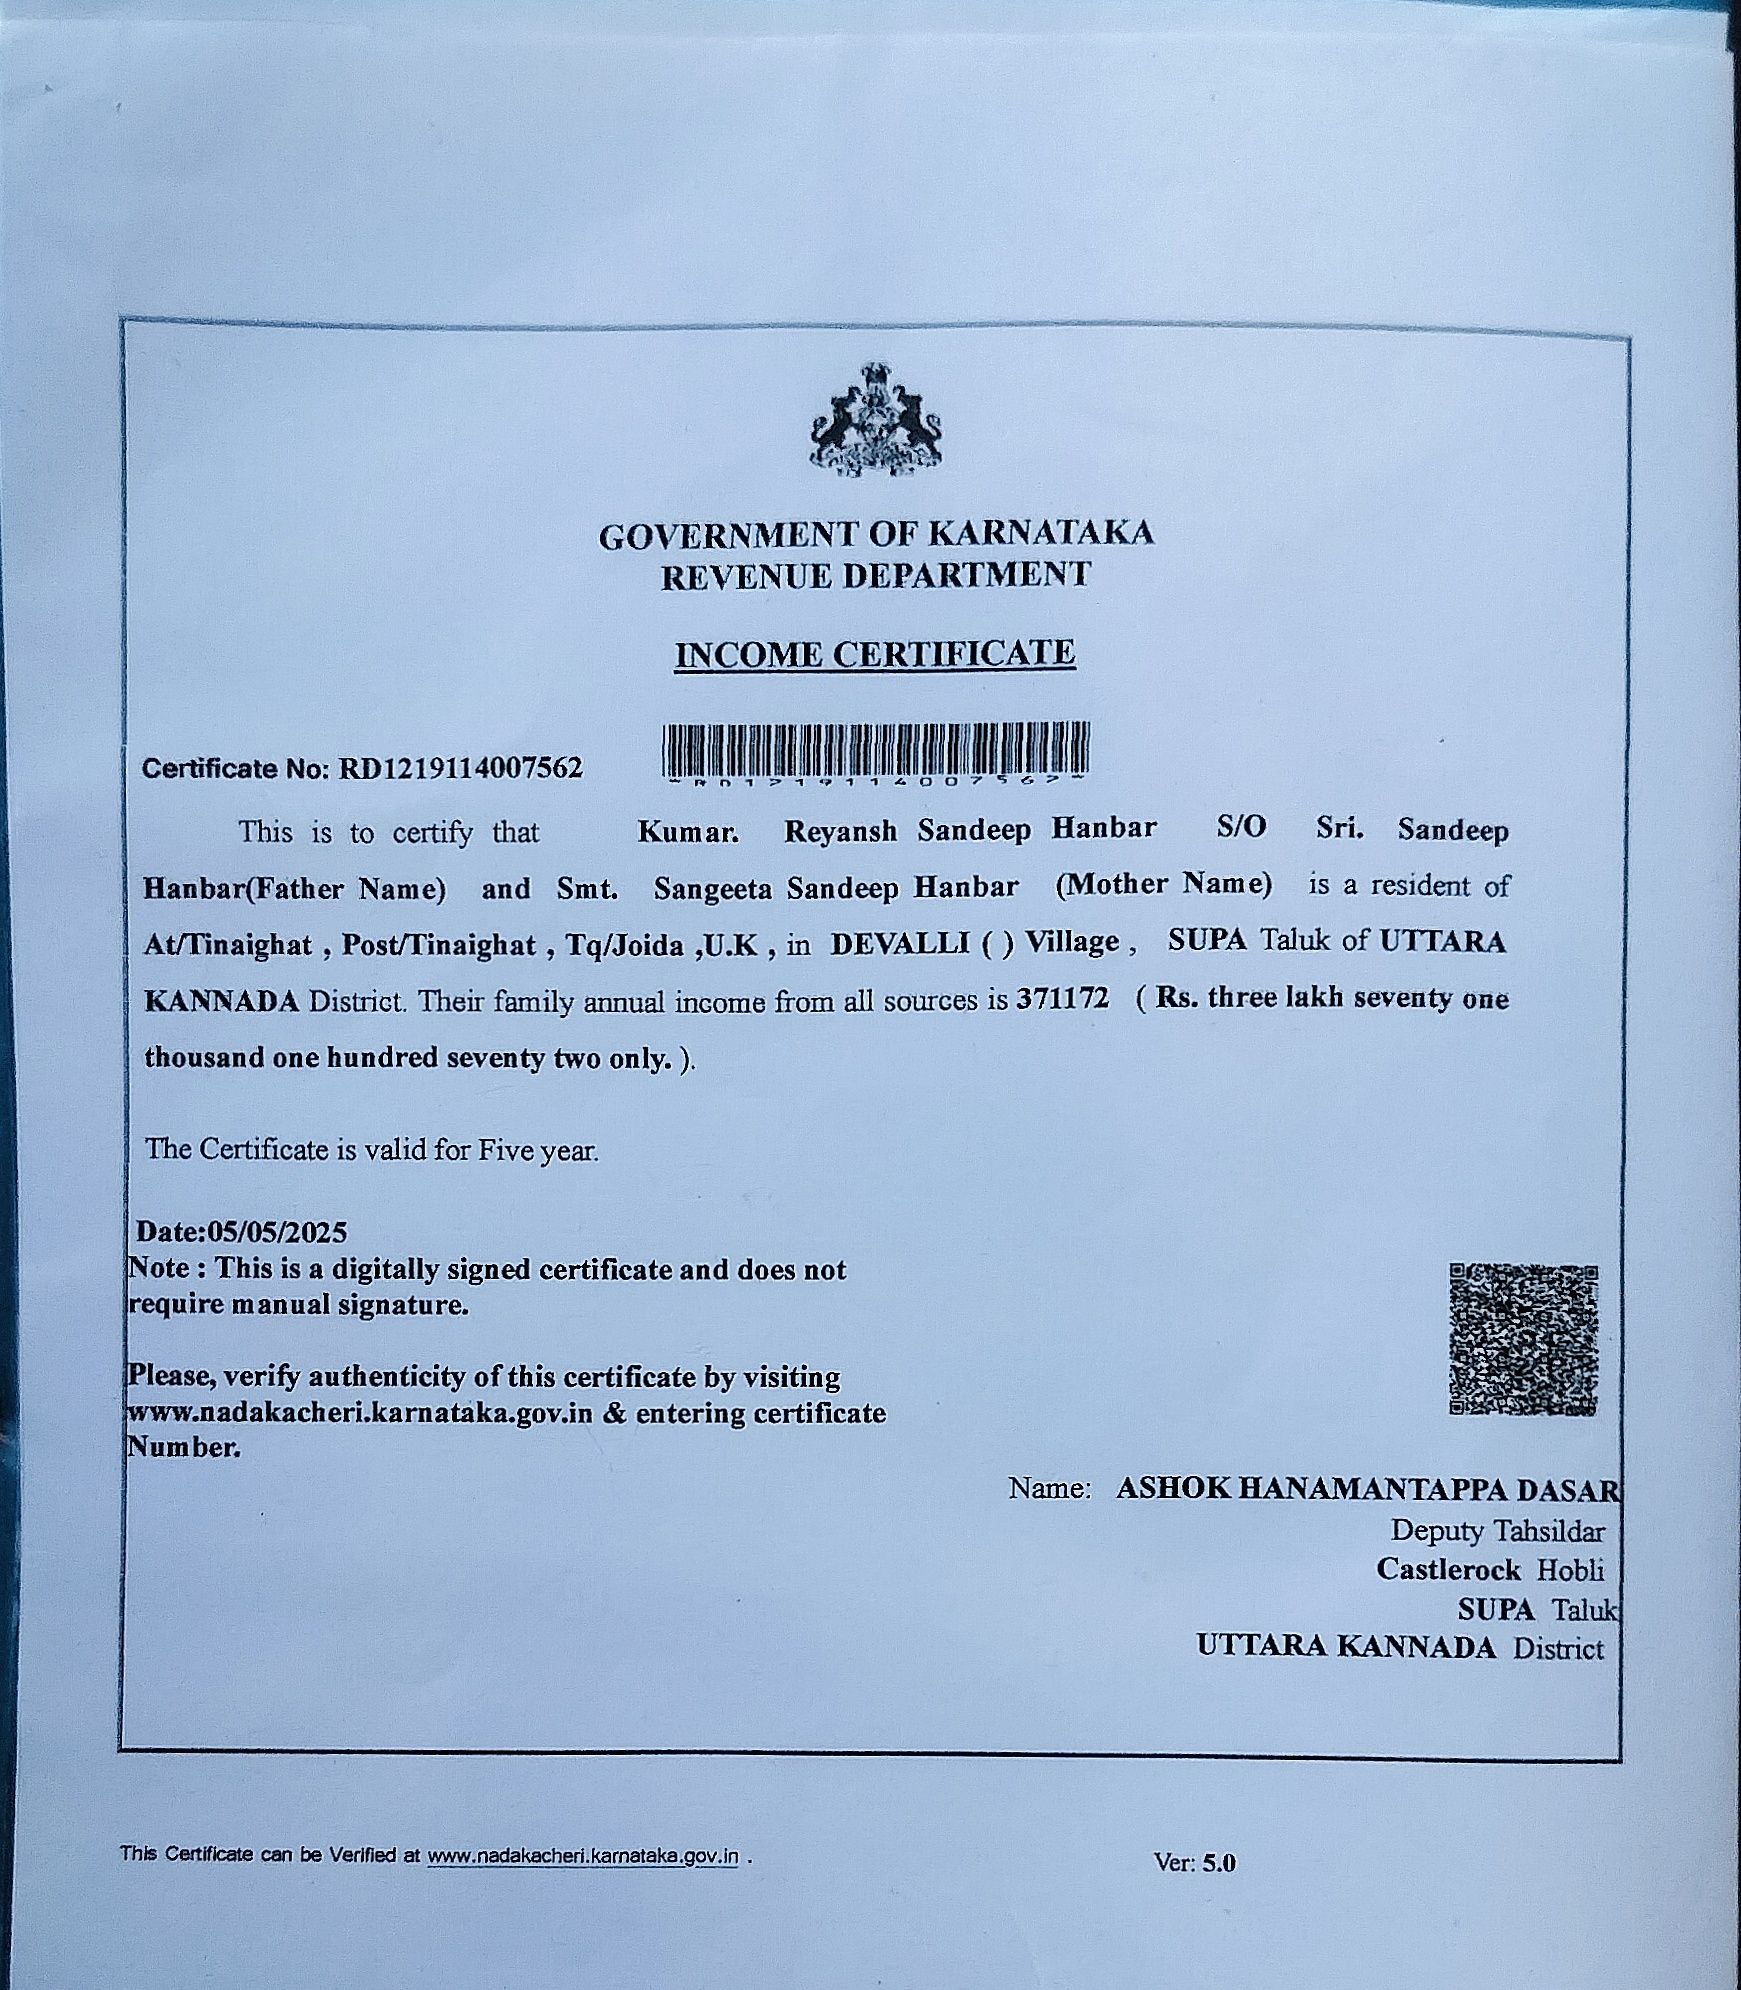 GOVERNMENT OF KARNATAKA
REVENUE DEPARTMENT
INCOME CERTIFICATE
Certificate No: RD1219114007562
This is to certify that Kumar. Reyansh Sandeep Hanbar S/O Sri. Sandeep
Hanbar(Father Name) and Smt. Sangeeta Sandeep Hanbar (Mother Name) is a resident of
At/Tinaighat , Post/Tinaighat , Tq/Joida ,U.K , in DEVALLI ( ) Village , SUPA Taluk of UTTARA
KANNADA District. Their family annual income from all sources is 371172 ( Rs. three lakh seventy one
thousand one hundred seventy two only. ).
The Certificate is valid for Five year.
Date:05/05/2025
Note : This is a digitally signed certificate and does not
require manual signature.
Please, verify authenticity of this certificate by visiting
www.nadakacheri.karnataka.gov.in & entering certificate
Number.
Name: ASHOK HANAMANTAPPA DASAR
Deputy Tahsildar
Castlerock Hobli
SUPA Taluk
UTTARA KANNADA District
This Certificate can be Verified at www.nadakacheri.karnataka.gov.in .
Ver: 5.0